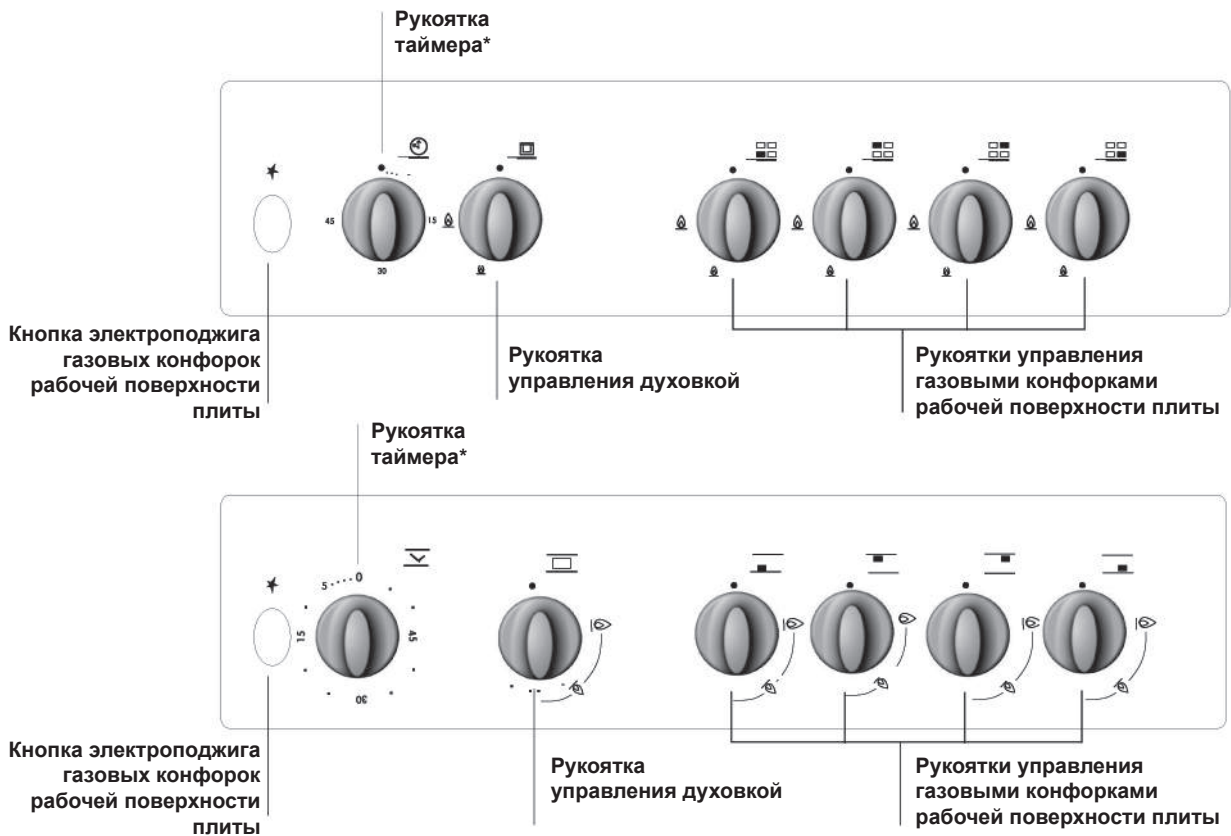 Рукоятка
таймера*
45
15
30
Кнопка электроподжига
газовых конфорок
рабочей поверхности
плиты
Рукоятка
управления духовкой
Рукоятки управления
газовыми конфорками
рабочей поверхности плиты
Рукоятка
таймера*
5
0
15
45
30
Кнопка электроподжига
газовых конфорок
рабочей поверхности
плиты
Рукоятка
управления духовкой
Рукоятки управления
газовыми конфорками
рабочей поверхности плиты